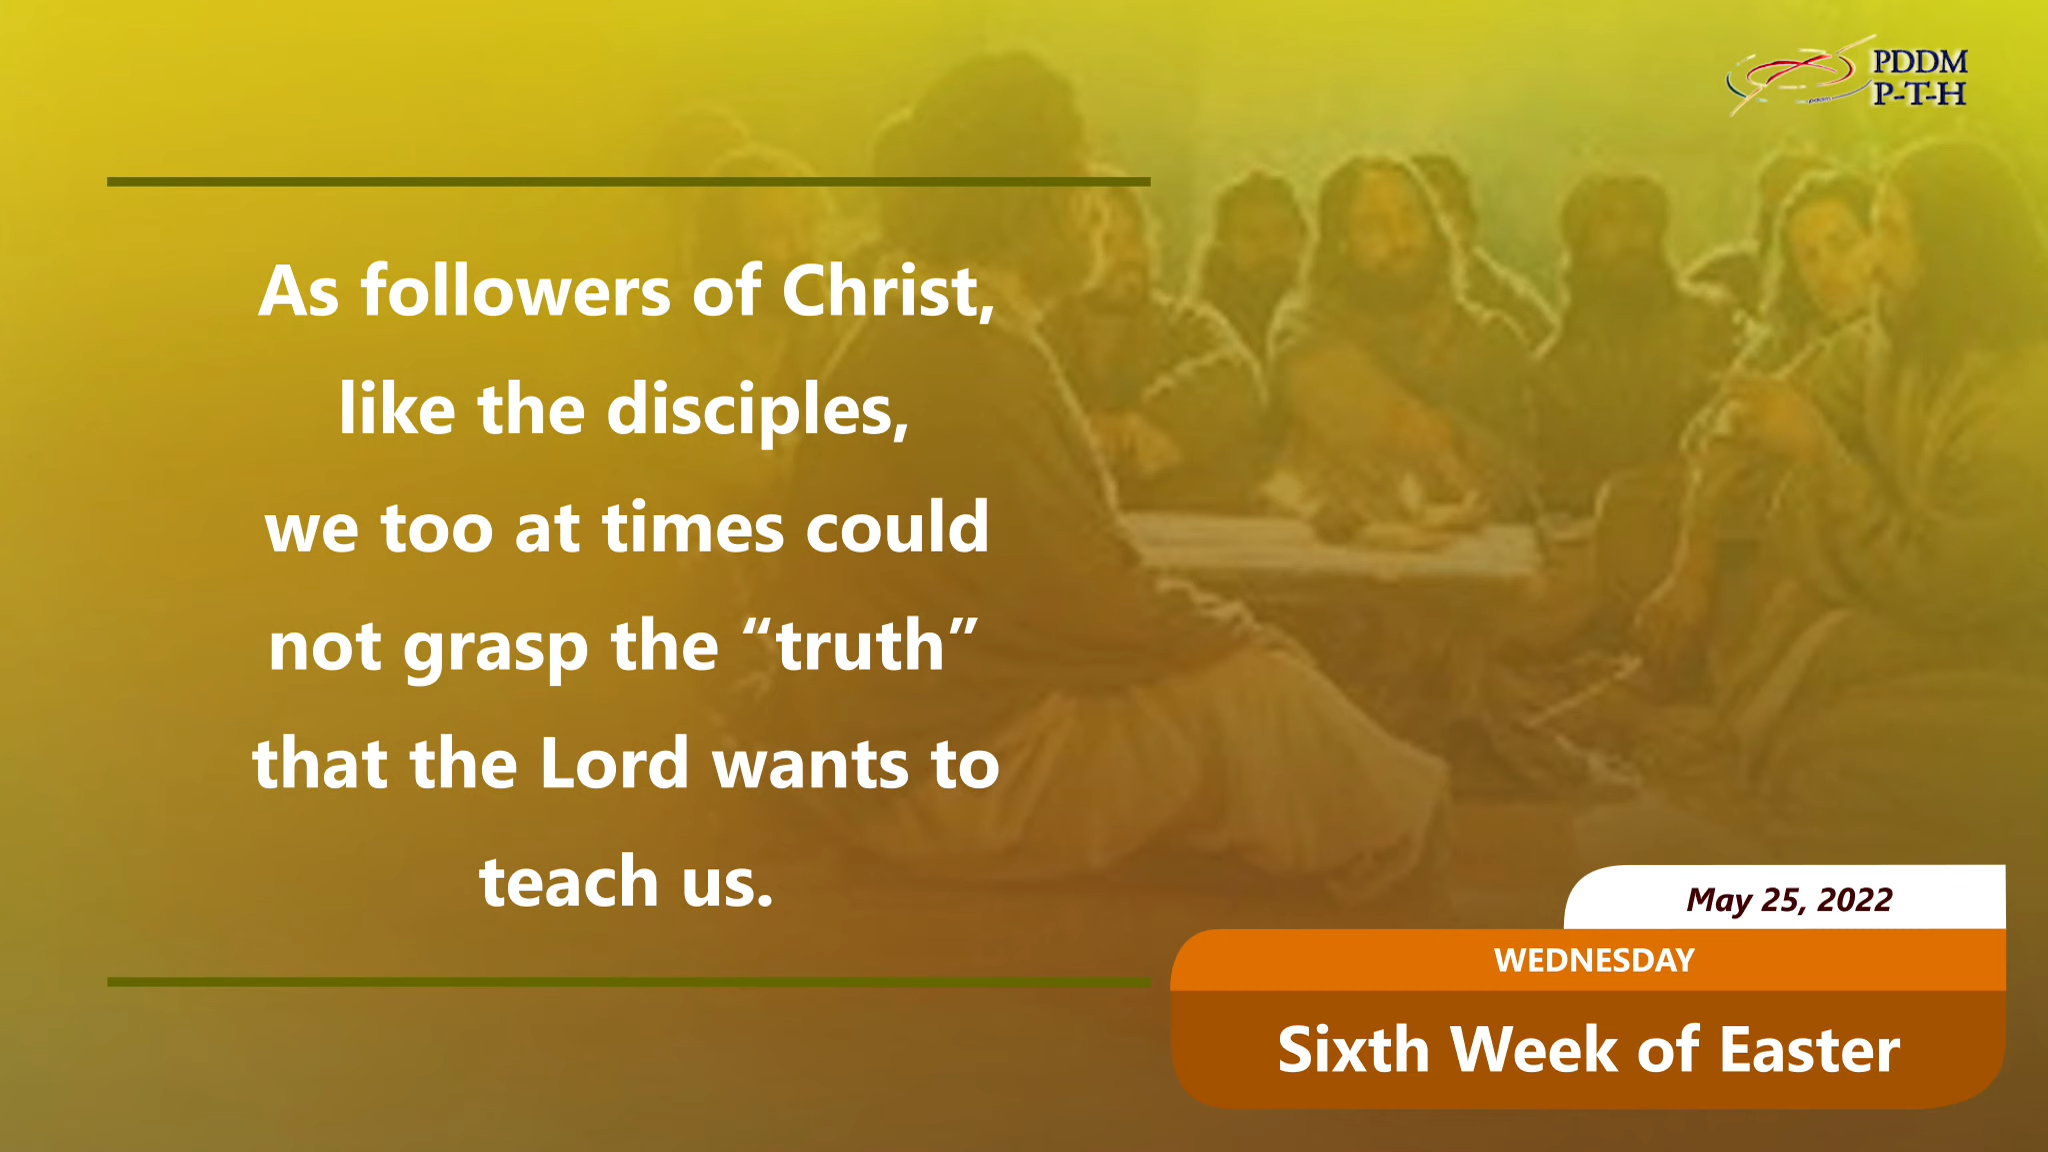 PDDM
P-T-H
As followers of Christ,
like the disciples,
we too at times could
not grasp the “truth”
that the Lord wants to
teach us.
May 25, 2022
WEDNESDAY
Sixth Week of Easter